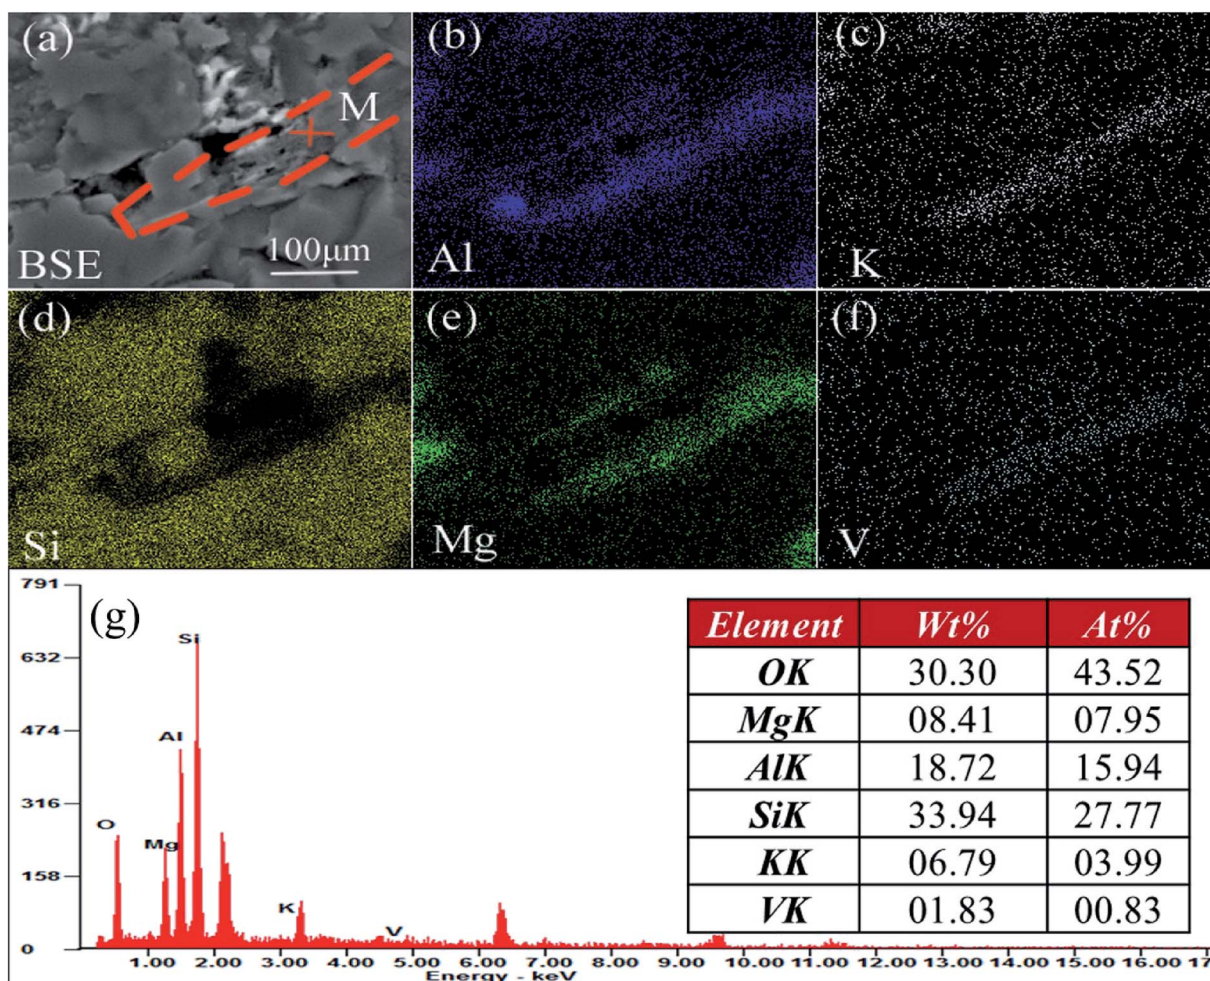 (a)
M
100μm
BSE
(b)
Al
(c)
K
(d)
Si
(e)
Mg
(f)
V
(g)
791
632
474
316
158
0
O
Mg
Al
Si
K
V
1.00 2.00 3.00 4.00 5.00 6.00 7.00 8.00 9.00 10.00 11.00 12.00 13.00 14.00 15.00 16.00 17
Energy - keV
Element Wt% At%
OK 30.30 43.52
MgK 08.41 07.95
AlK 18.72 15.94
SiK 33.94 27.77
KK 06.79 03.99
VK 01.83 00.83